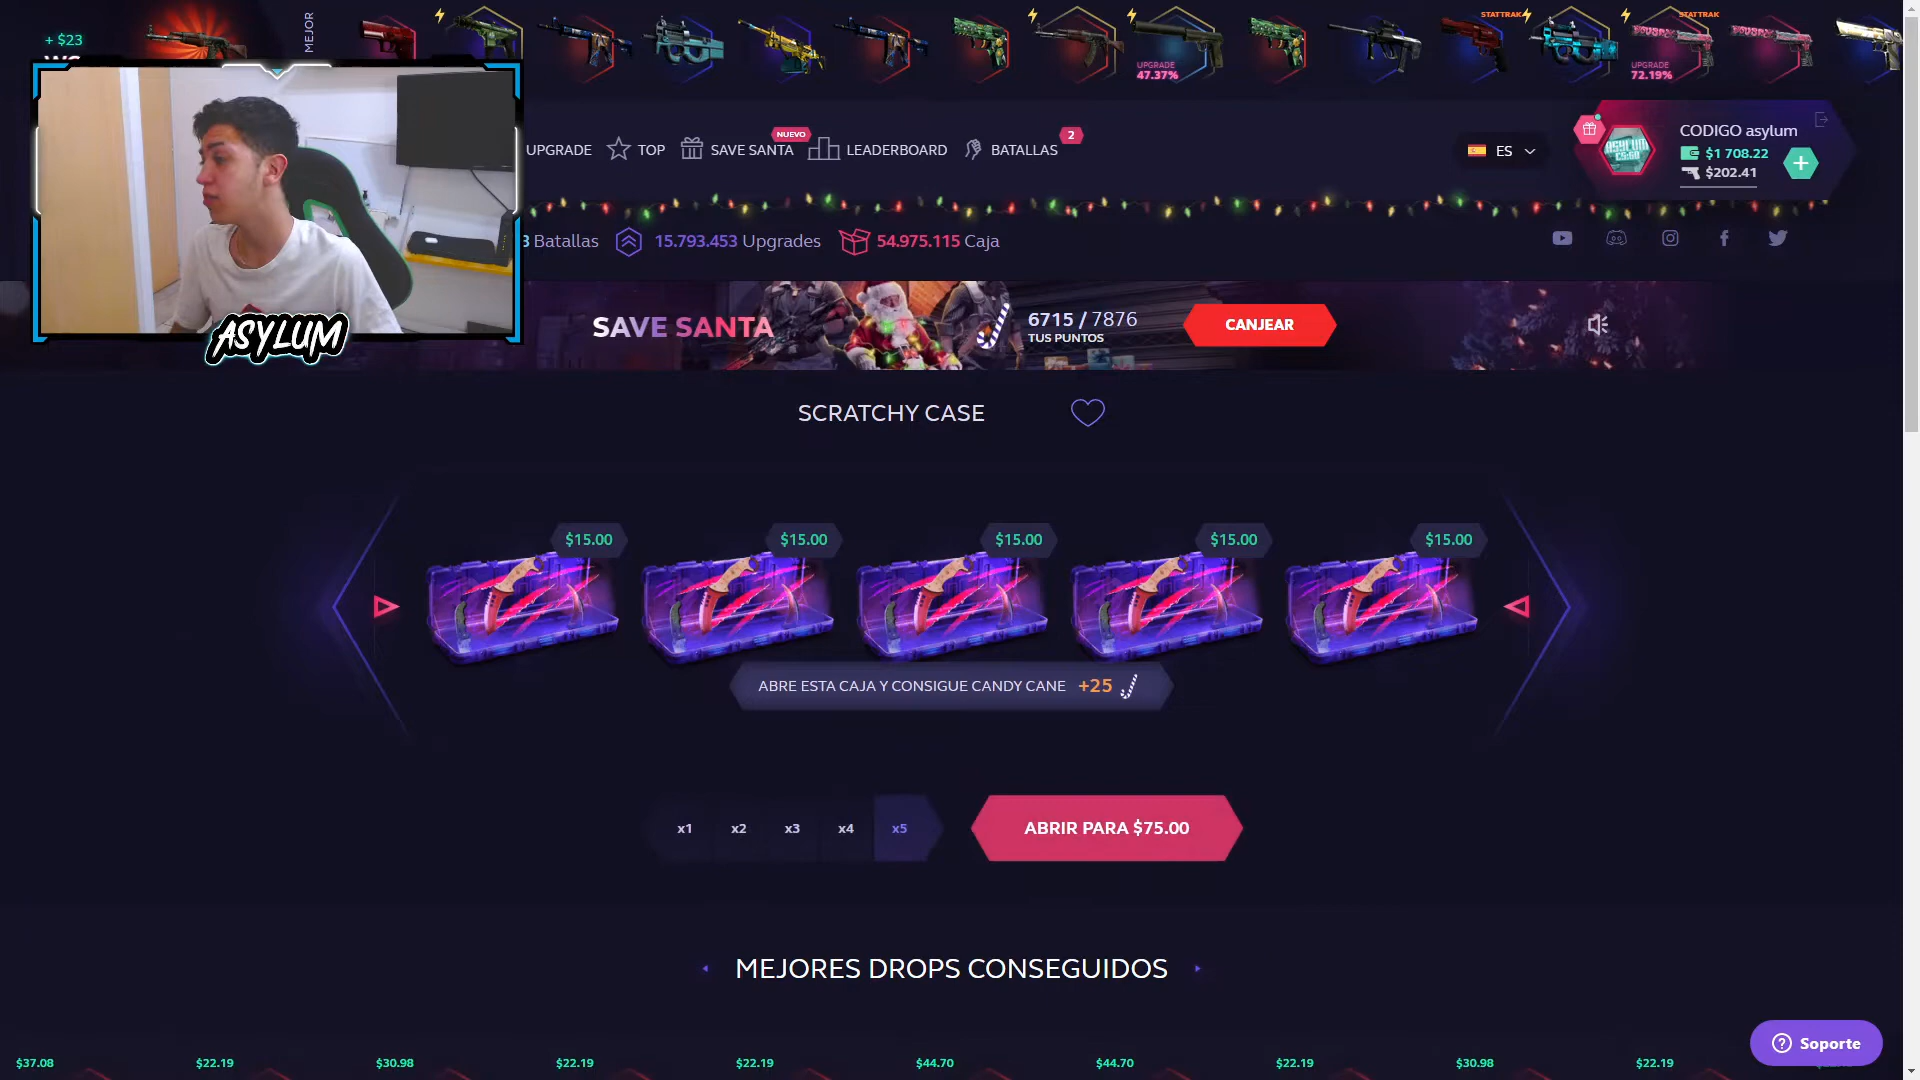 + $23
MEJOR
UPGRADE
47.37%
STATTRAK
UPGRADE
72.19%
STATTRAK
UPGRADE
TOP
SAVE SANTA
NUEVO
LEADERBOARD
BATALLAS
2
ES
CODIGO asylum
$1 708.22
$202.41
3 Batallas
15.793.453 Upgrades
54.975.115 Caja
ASYLUM
SAVE SANTA
6715 / 7876
TUS PUNTOS
CANJEAR
SCRATCHY CASE
$15.00
$15.00
$15.00
$15.00
$15.00
ABRE ESTA CAJA Y CONSIGUE CANDY CANE +25
x1
x2
x3
x4
x5
ABRIR PARA $75.00
MEJORES DROPS CONSEGUIDOS
Soporte
$37.08
$22.19
$30.98
$22.19
$22.19
$44.70
$44.70
$22.19
$30.98
$22.19